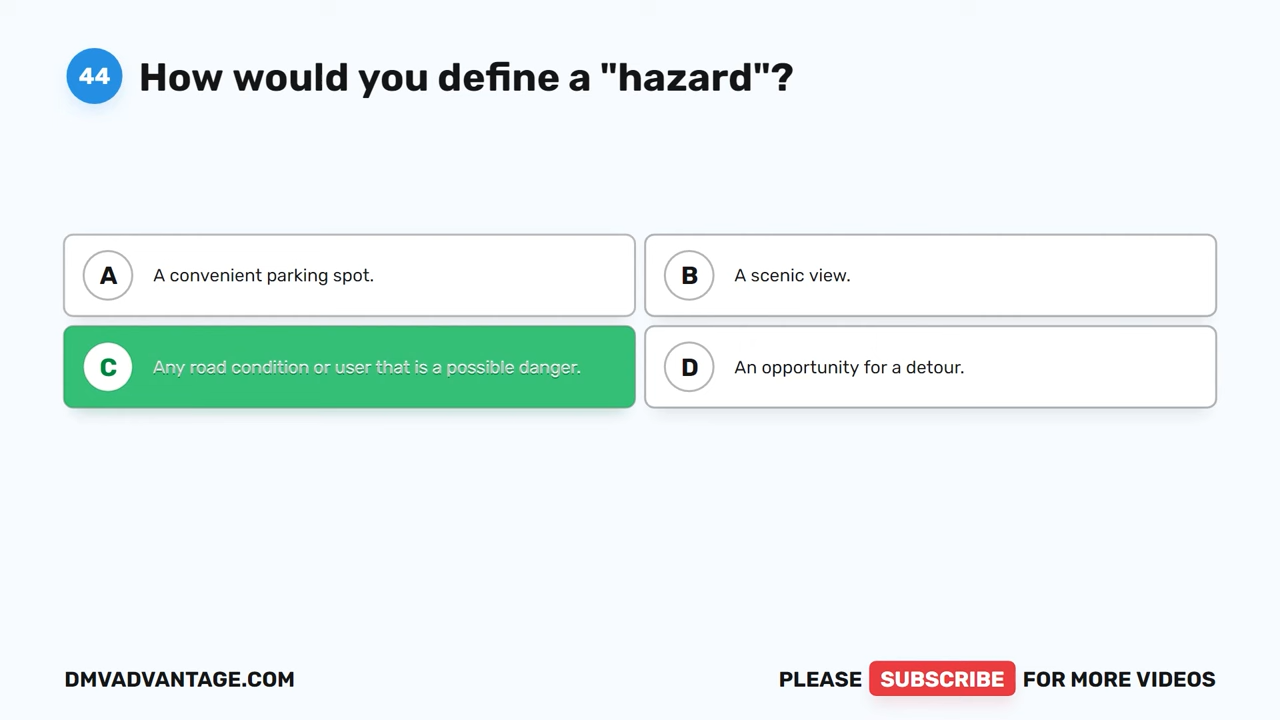 44 How would you define a "hazard"?
A A convenient parking spot.
B A scenic view.
C Any road condition or user that is a possible danger.
D An opportunity for a detour.
DMVADVANTAGE.COM
PLEASE SUBSCRIBE FOR MORE VIDEOS